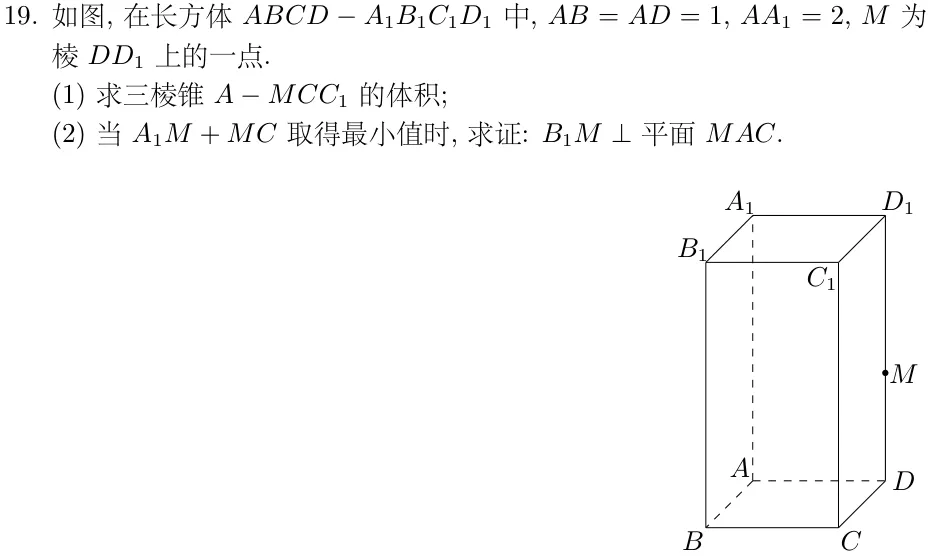 19. 如图, 在长方体 ABCD − A₁B₁C₁D₁ 中, AB = AD = 1, AA₁ = 2, M 为
棱 DD₁ 上的一点.
(1) 求三棱锥 A − MCC₁ 的体积;
(2) 当 A₁M + MC 取得最小值时, 求证: B₁M ⊥ 平面 MAC.
A₁
D₁
B₁
C₁
M
A
D
B
C